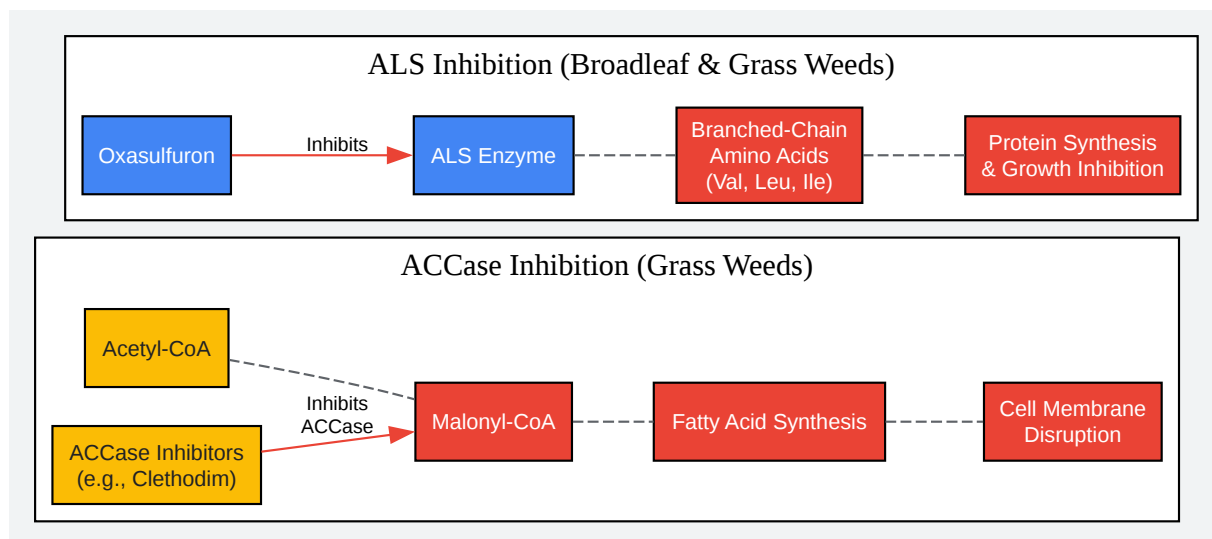 ALS Inhibition (Broadleaf & Grass Weeds)
Oxasulfuron
Inhibits
ALS Enzyme
Branched-Chain
Amino Acids
(Val, Leu, Ile)
Protein Synthesis
& Growth Inhibition
ACCase Inhibition (Grass Weeds)
Acetyl-CoA
Inhibits
ACCase
ACCase Inhibitors
(e.g., Clethodim)
Malonyl-CoA
Fatty Acid Synthesis
Cell Membrane
Disruption